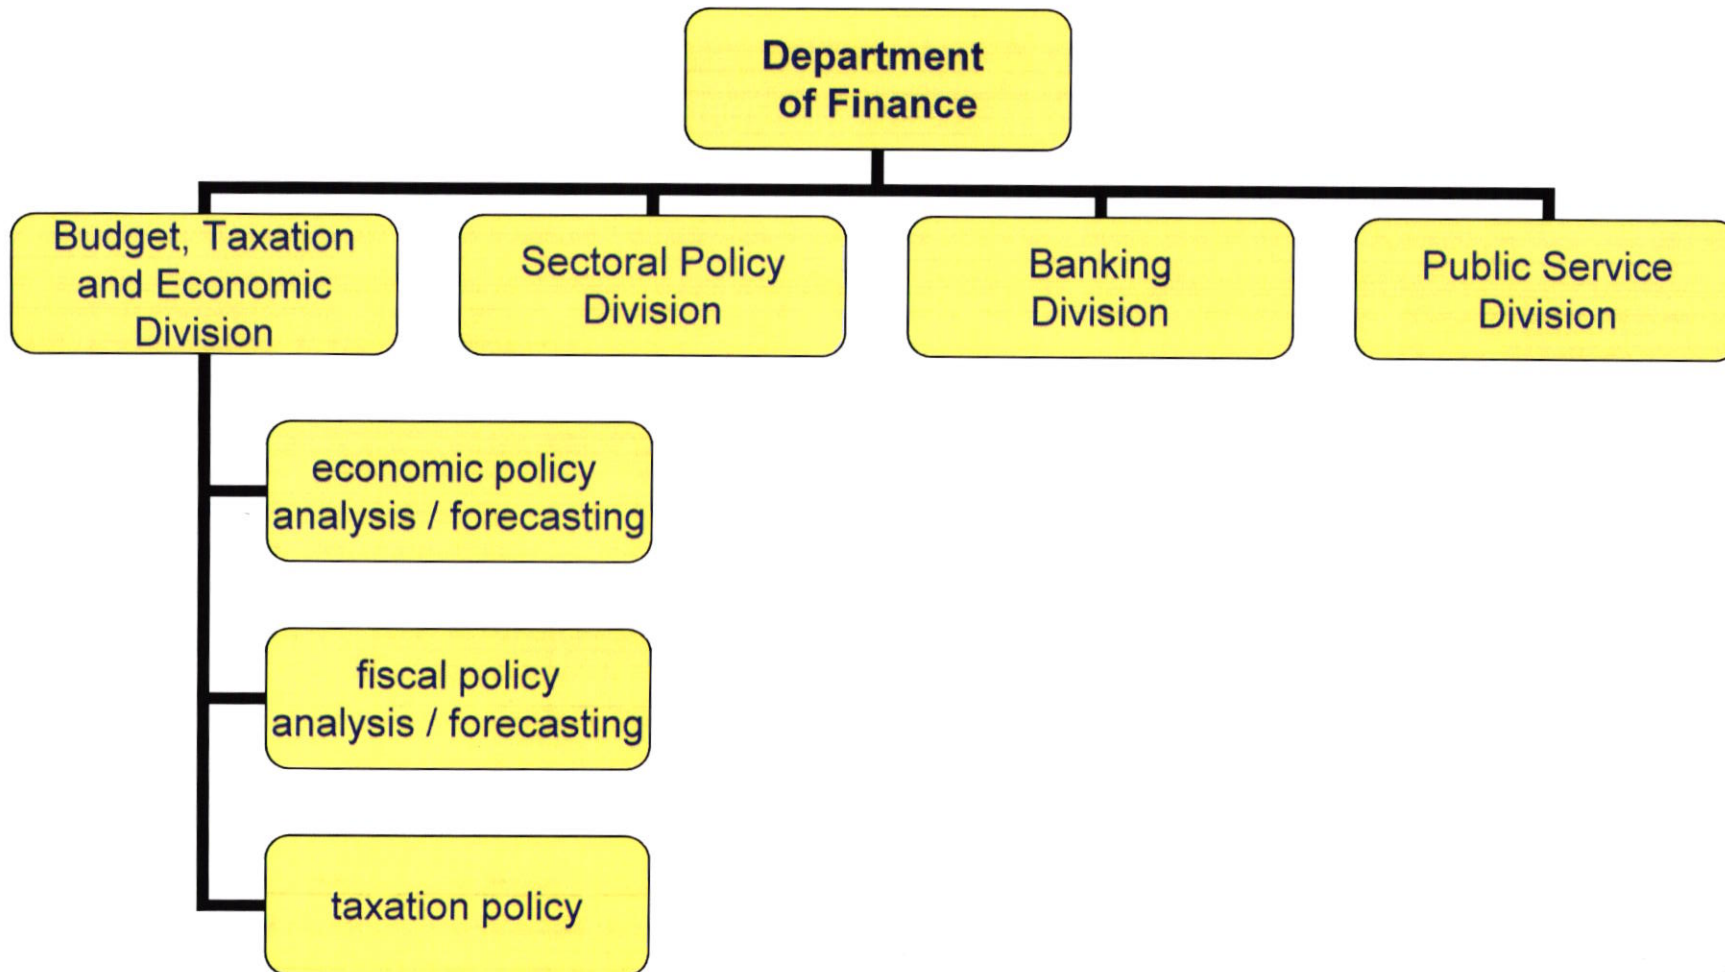 Department
of Finance
Budget, Taxation
and Economic
Division
Sectoral Policy
Division
Banking
Division
Public Service
Division
economic policy
analysis / forecasting
fiscal policy
analysis / forecasting
taxation policy